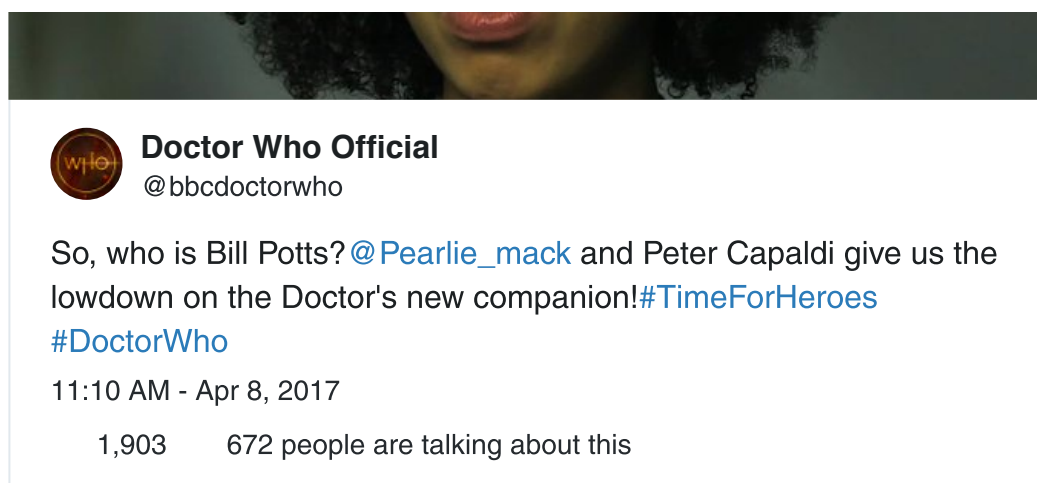 WHO
Doctor Who Official
@bbcdoctorwho
So, who is Bill Potts?@Pearlie_mack and Peter Capaldi give us the
lowdown on the Doctor's new companion!#TimeForHeroes
#DoctorWho
11:10 AM - Apr 8, 2017
1,903 672 people are talking about this